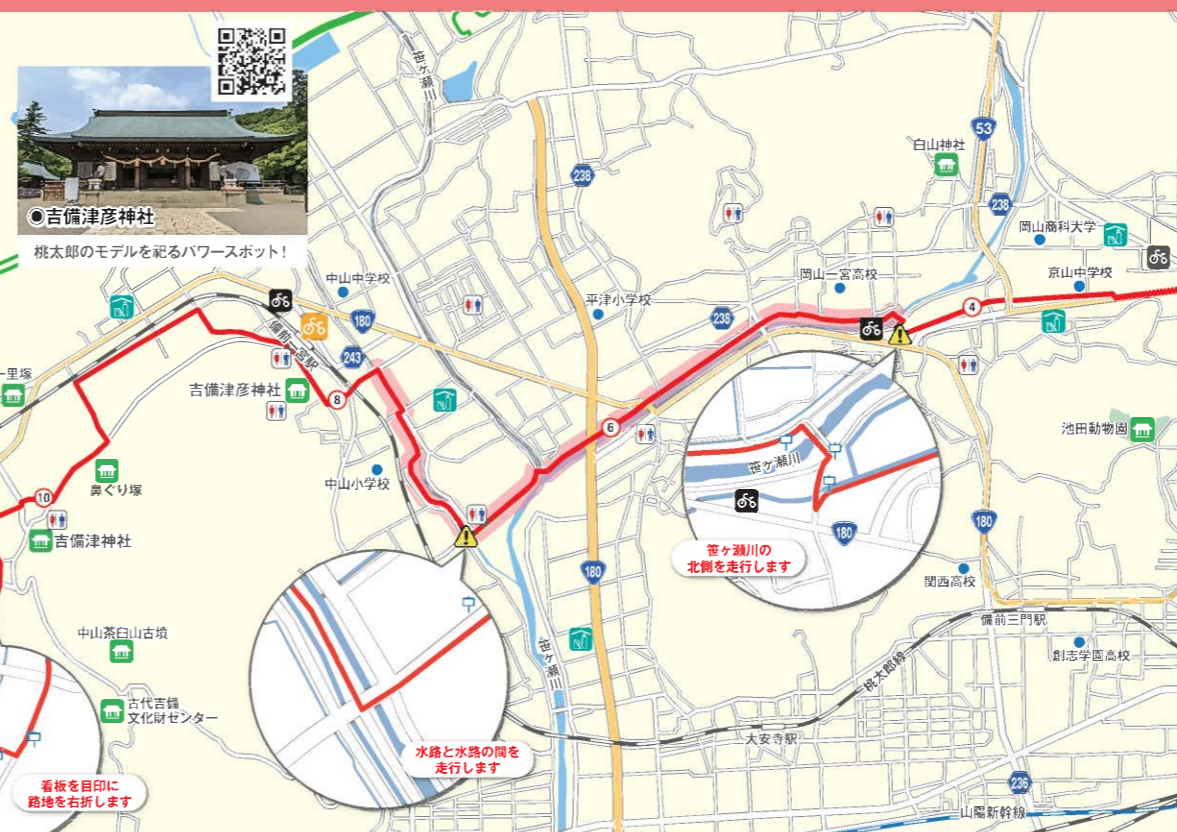 ◉吉備津彦神社
桃太郎のモデルを祀るパワースポット!
笹ヶ瀬川
238
53
白山神社
238
岡山商科大学
京山中学校
岡山一宮高校
4
中山中学校
平津小学校
180
238
備前一宮駅
243
吉備津彦神社
8
6
一里塚
池田動物園
鼻ぐり塚
中山小学校
10
吉備津神社
笹ヶ瀬川
180
笹ヶ瀬川の
北側を走行します
180
180
関西高校
備前三門駅
創志学園高校
中山茶臼山古墳
笹ヶ瀬川
桃太郎線
古代吉備
文化財センター
大安寺駅
水路と水路の間を
走行します
看板を目印に
路地を右折します
236
山陽新幹線